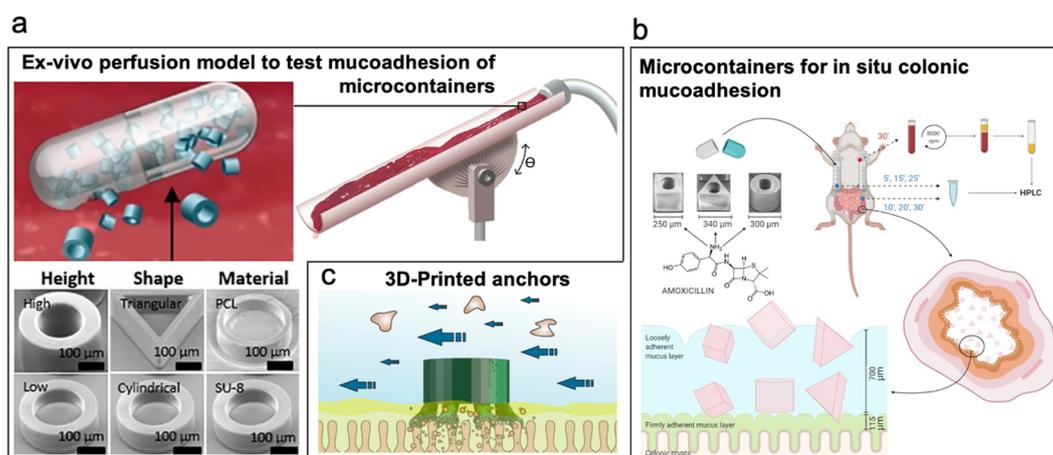 a
Ex-vivo perfusion model to test mucoadhesion of
microcontainers
Θ
Height Shape Material
High Triangular PCL
100 µm 100 µm 100 µm
Low Cylindrical SU-8
100 µm 100 µm 100 µm
C
3D-Printed anchors
b
Microcontainers for in situ colonic
mucoadhesion
30'
8000
rpm
5', 15', 25'
10', 20', 30'
HPLC
250 µm 340 µm 300 µm
NH₂
HO
O
H
N
H
S
O
N
O
OH
AMOXICILLIN
Loosely
adherent
mucus layer
700
µm
Firmly adherent mucus layer
115
µm
Colonic crypts